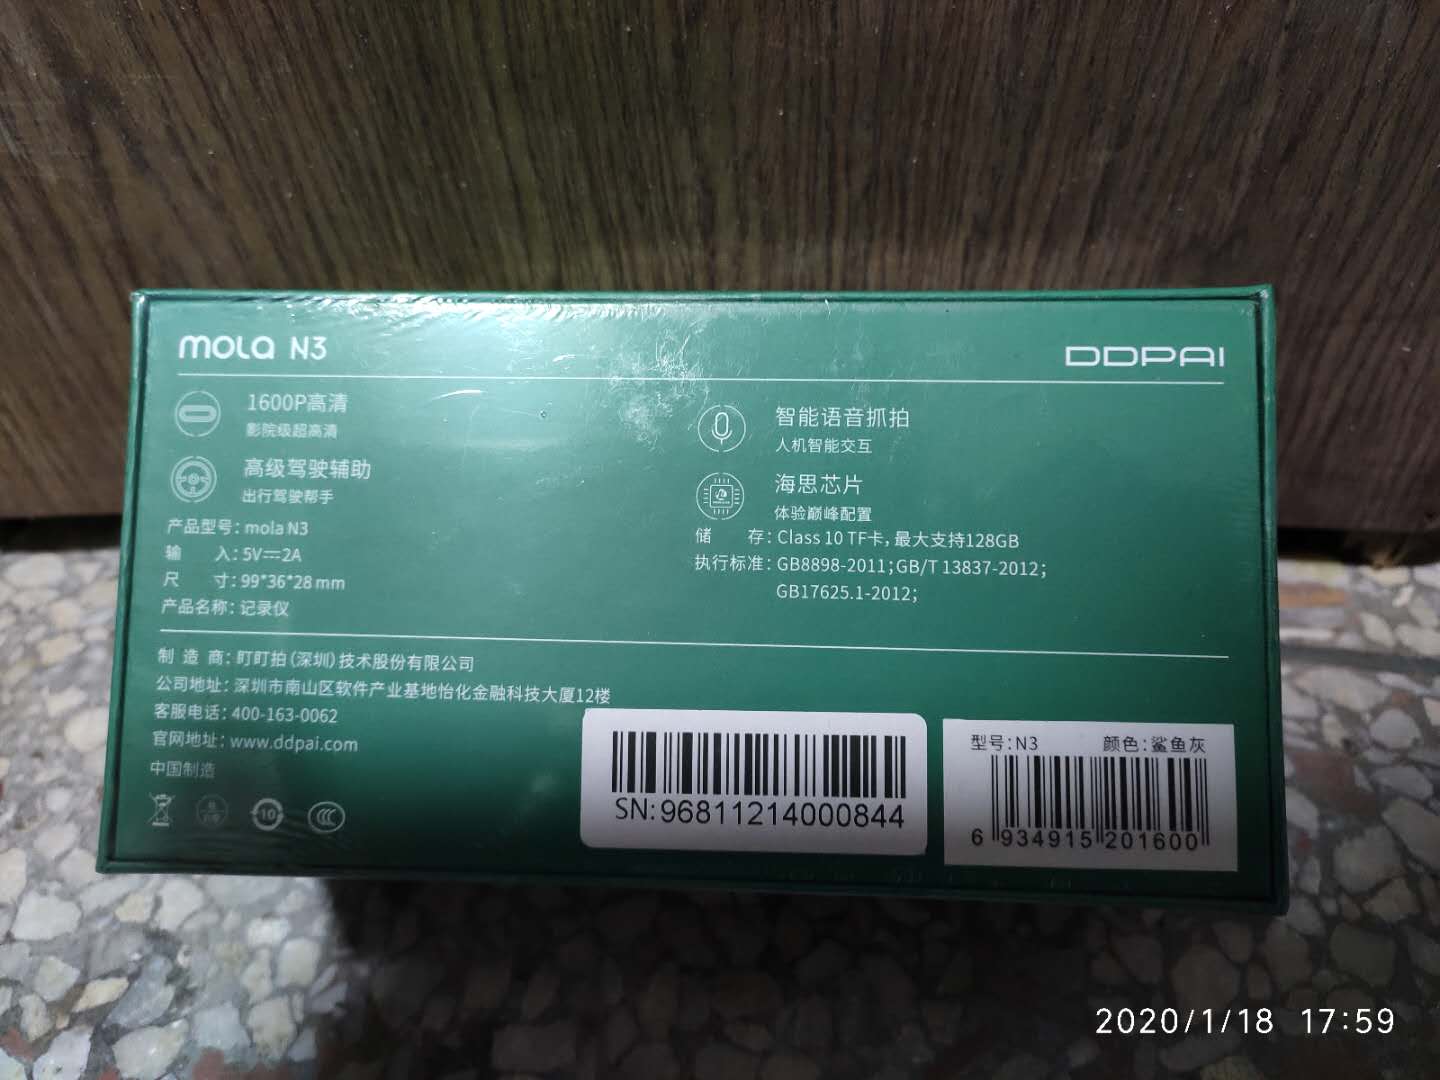 mola N3
DDPAI
1600P高清
影院级超高清
高级驾驶辅助
出行驾驶帮手
智能语音抓拍
人机智能交互
海思芯片
体验巅峰配置
产品型号：mola N3
输 入：5V⎓2A
尺 寸：99*36*28 mm
产品名称：记录仪
储 存：Class 10 TF卡，最大支持128GB
执行标准：GB8898-2011；GB/T 13837-2012；
GB17625.1-2012；
制 造 商：盯盯拍（深圳）技术股份有限公司
公司地址：深圳市南山区软件产业基地怡化金融科技大厦12楼
客服电话：400-163-0062
官网地址：www.ddpai.com
中国制造
10
SN:96811214000844
型号：N3 颜色：鲨鱼灰
6 934915 201600
2020/1/18 17:59